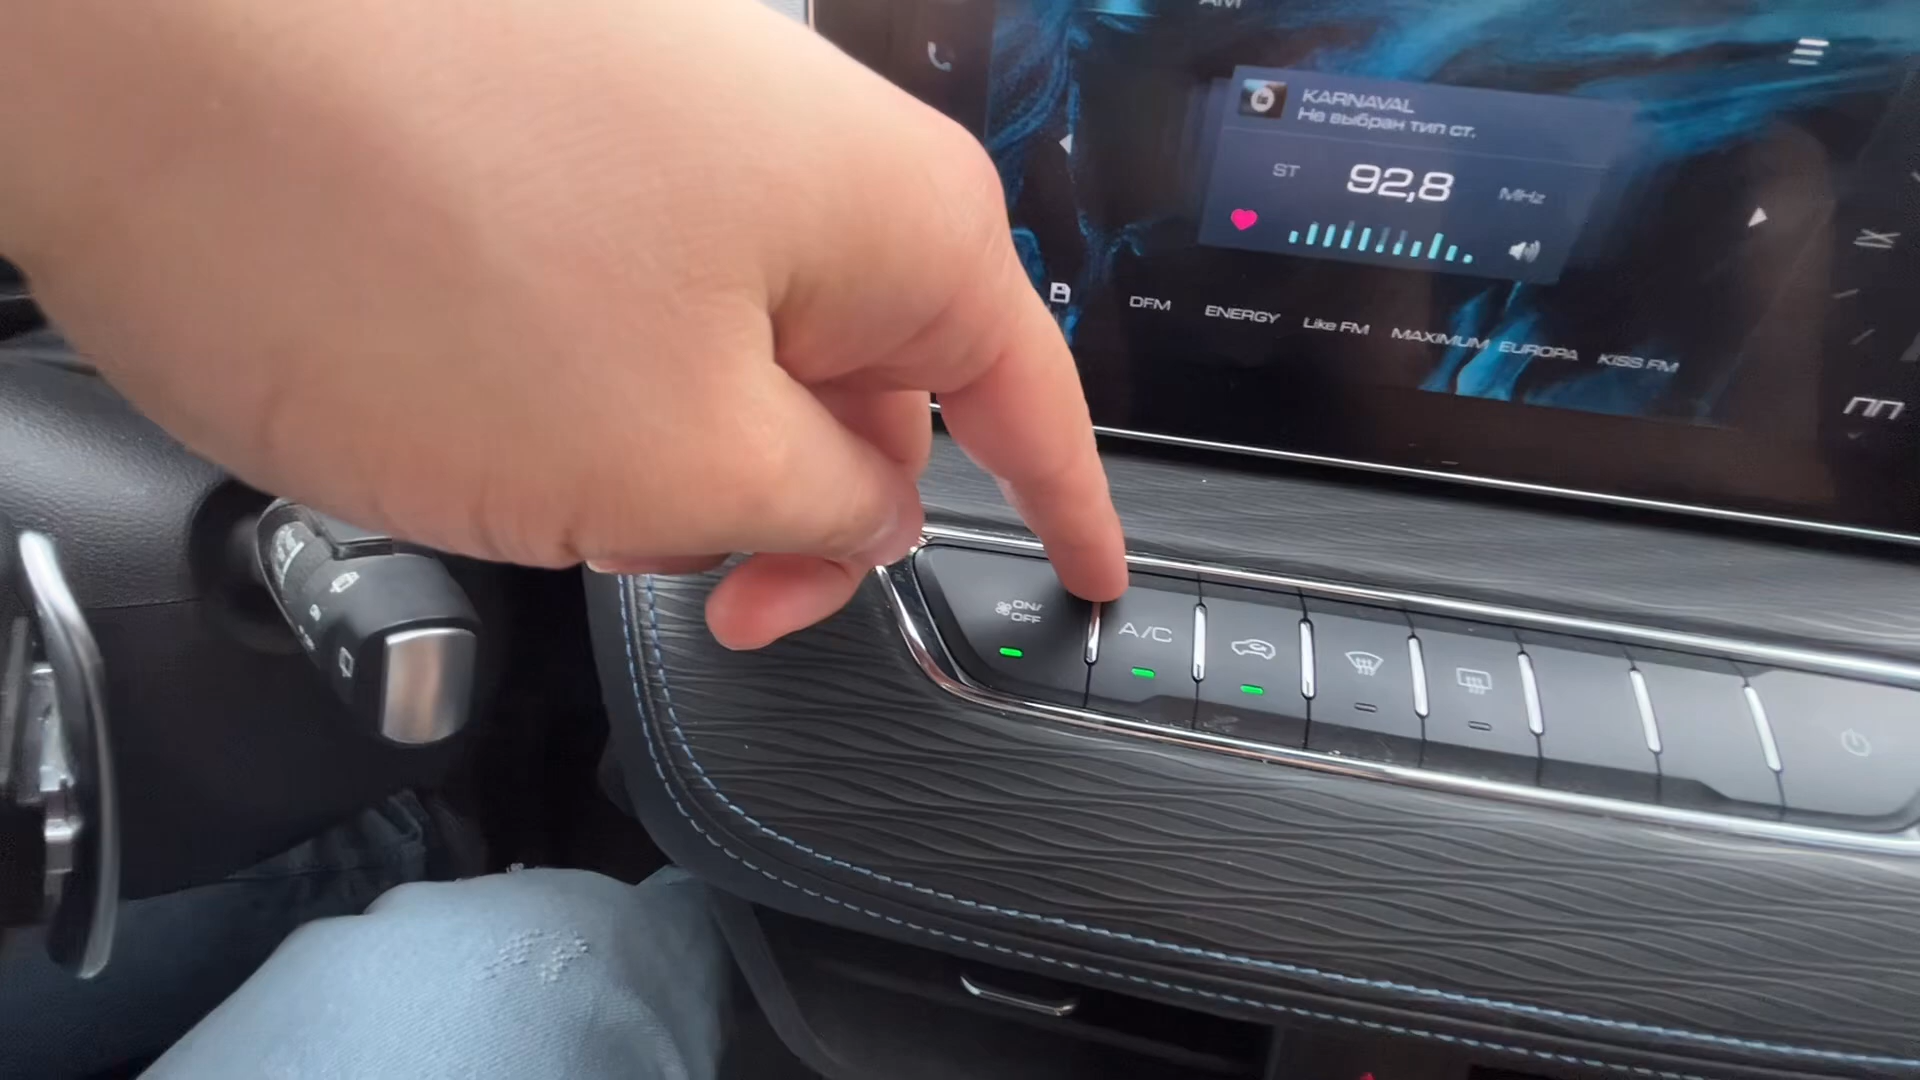 AM
KARNAVAL
Не выбран тип ст.
ST 92,8 MHz
DFM ENERGY Like FM MAXIMUM EUROPA KISS FM
ON/
OFF
A/C